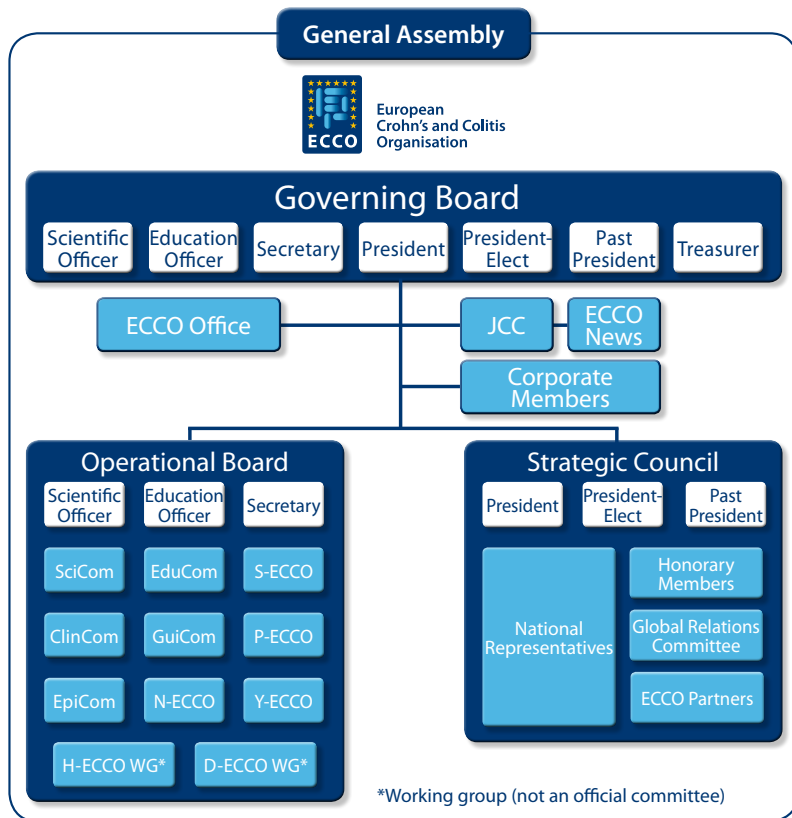 General Assembly
ECCO
European
Crohn's and Colitis
Organisation
Governing Board
Scientific
Officer
Education
Officer
Secretary
President
President-
Elect
Past
President
Treasurer
ECCO Office
JCC
ECCO
News
Corporate
Members
Operational Board
Scientific
Officer
Education
Officer
Secretary
SciCom
EduCom
S-ECCO
ClinCom
GuiCom
P-ECCO
EpiCom
N-ECCO
Y-ECCO
H-ECCO WG*
D-ECCO WG*
Strategic Council
President
President-
Elect
Past
President
National
Representatives
Honorary
Members
Global Relations
Committee
ECCO Partners
*Working group (not an official committee)